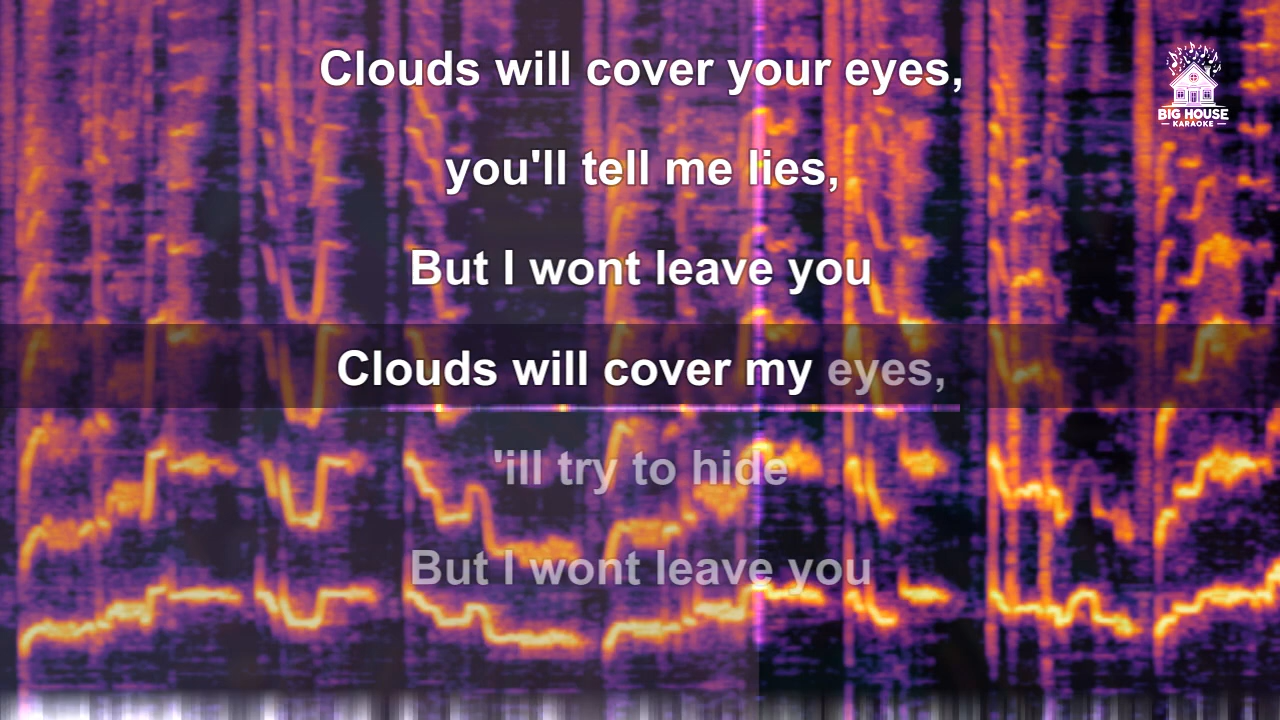 Clouds will cover your eyes,
you'll tell me lies,
But I wont leave you
Clouds will cover my eyes,
'ill try to hide
But I wont leave you
BIG HOUSE
KARAOKE